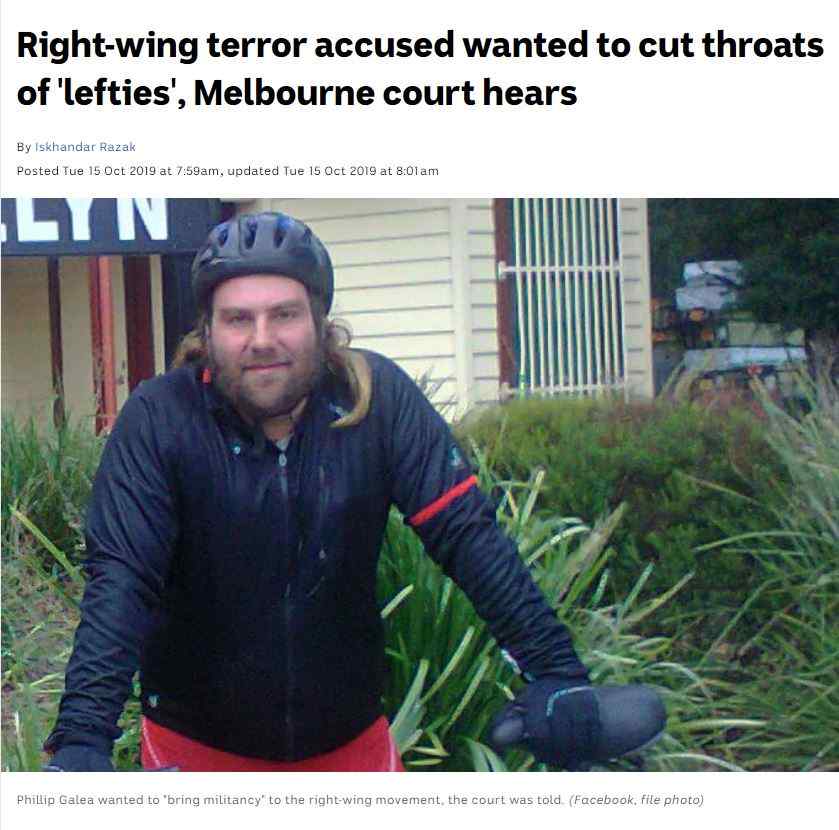 Right-wing terror accused wanted to cut throats
of 'lefties', Melbourne court hears
By Iskhandar Razak
Posted Tue 15 Oct 2019 at 7:59am, updated Tue 15 Oct 2019 at 8:01am
LYN
Phillip Galea wanted to "bring militancy" to the right-wing movement, the court was told. (Facebook, file photo)